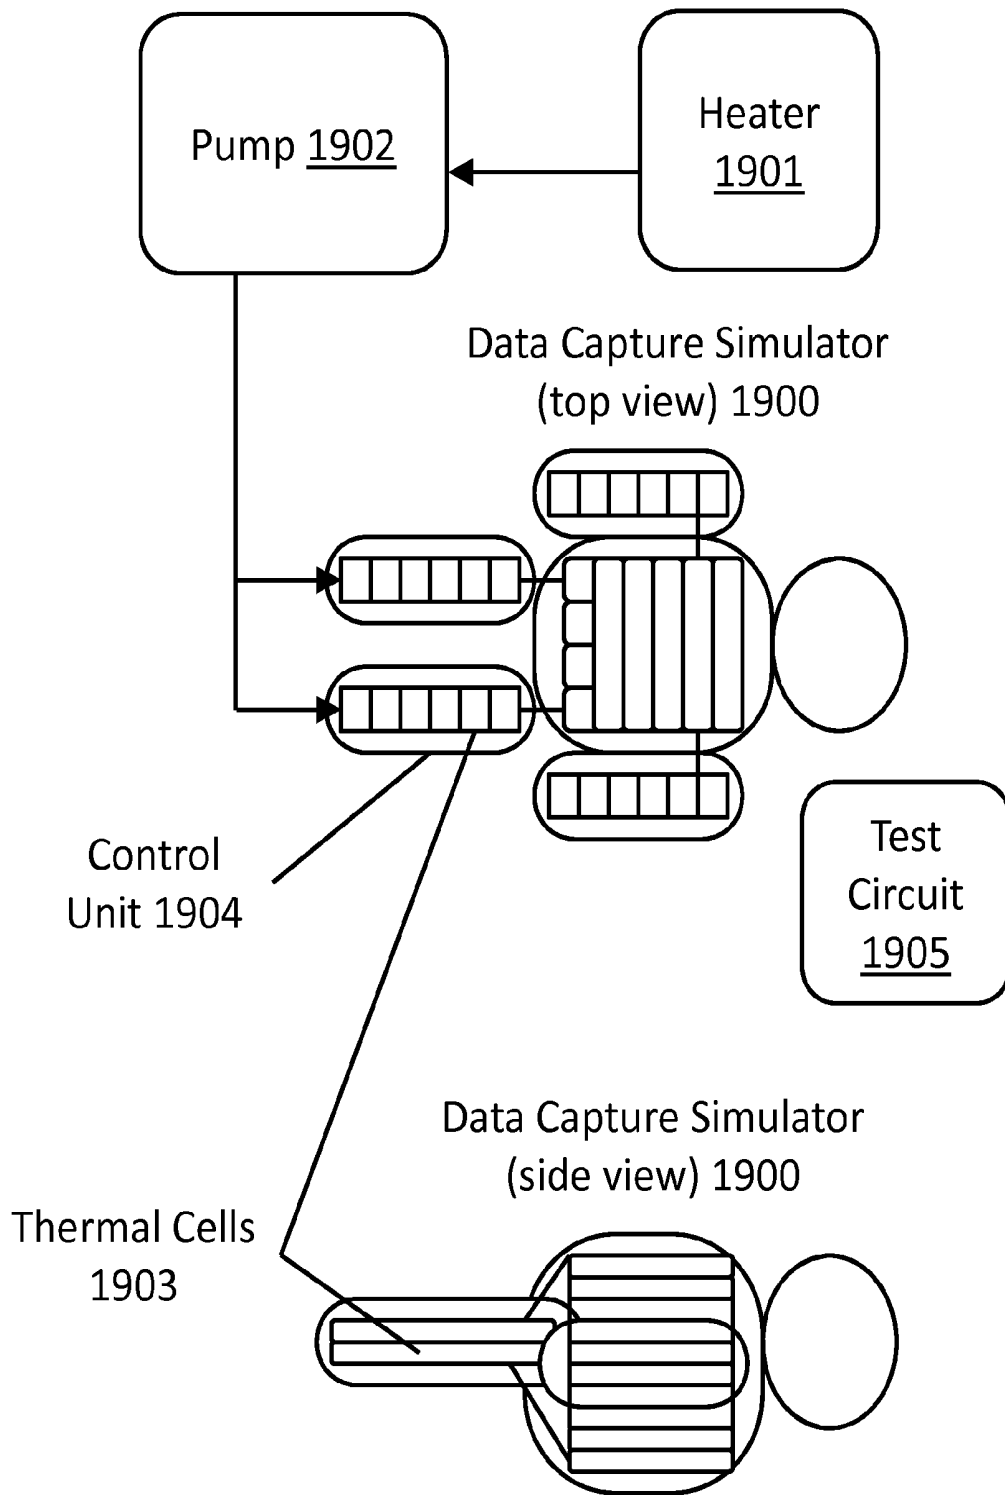 Pump 1902
Heater
1901
Data Capture Simulator
(top view) 1900
Control
Unit 1904
Test
Circuit
1905
Data Capture Simulator
(side view) 1900
Thermal Cells
1903